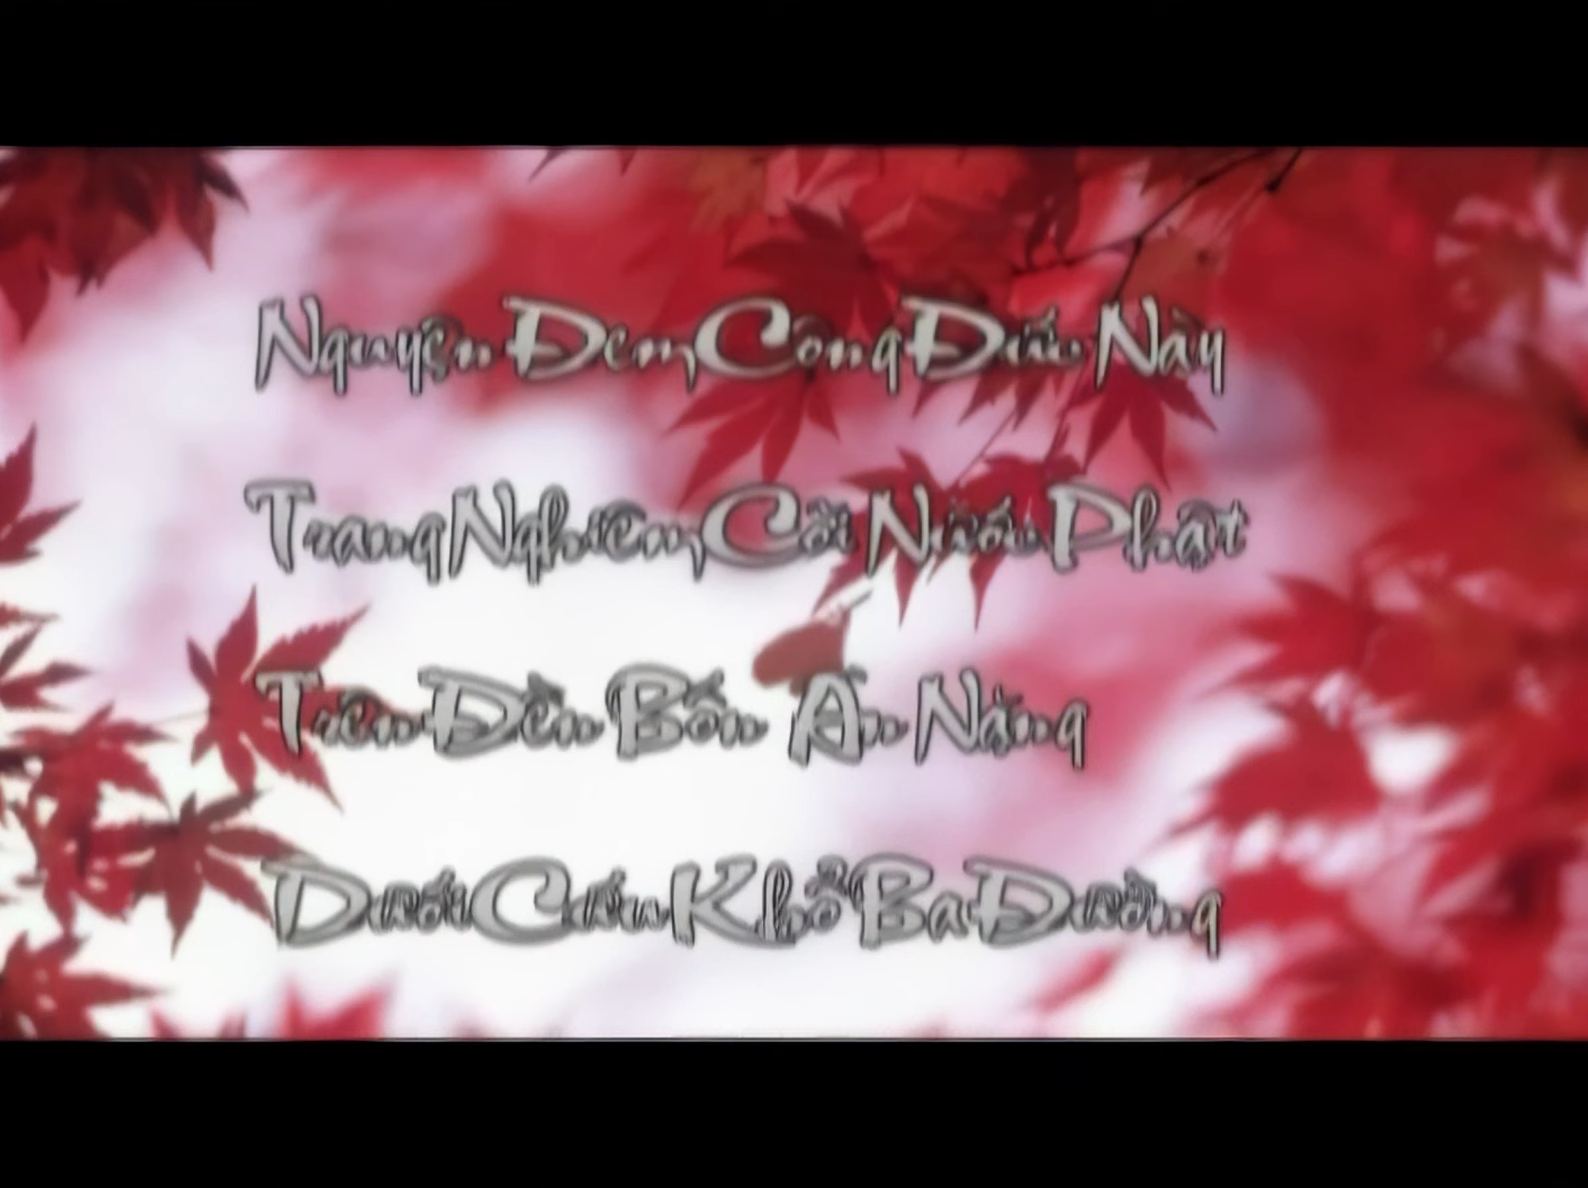 Nguyện Đem Công Đức Này
Trang Nghiêm Cõi Nước Phật
Trên Đền Bốn Ân Nặng
Dưới Cứu Khổ Ba Đường